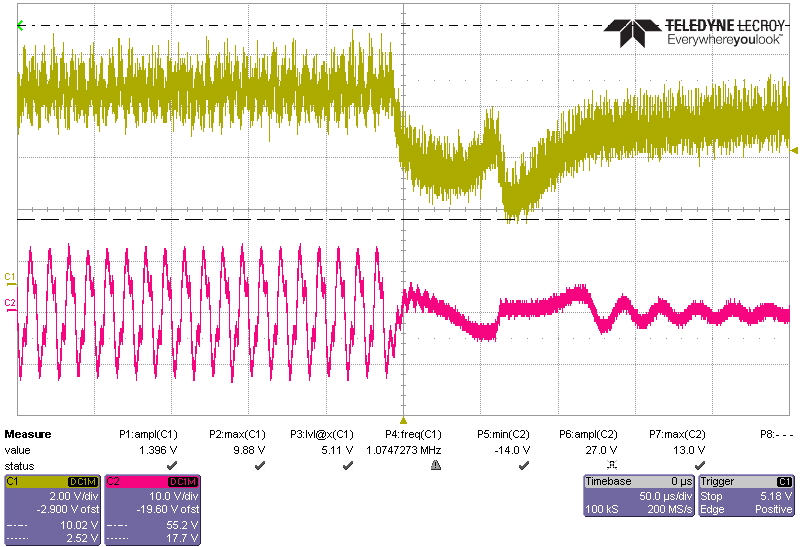 TELEDYNE LECROY
Everywhereyoulook™
C1
C2
Measure P1:ampl(C1) P2:max(C1) P3:lvl@x(C1) P4:freq(C1) P5:min(C2) P6:ampl(C2) P7:max(C2) P8:---
value 1.396 V 9.88 V 5.11 V 1.0747273 MHz -14.0 V 27.0 V 13.0 V
status
C1 DC1M
2.00 V/div
-2.900 V ofst
10.02 V
2.52 V
C2 DC1M
10.0 V/div
-19.60 V ofst
55.2 V
17.7 V
Timebase 0 µs
50.0 µs/div
100 kS 200 MS/s
Trigger C1
Stop 5.18 V
Edge Positive